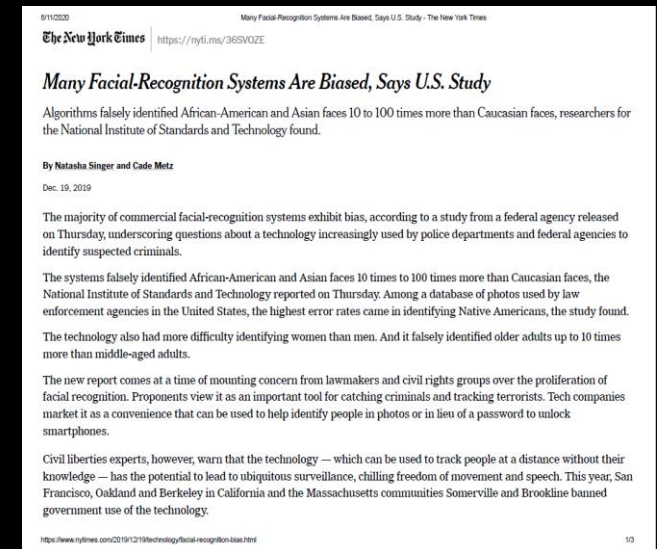 8/11/2020 Many Facial-Recognition Systems Are Biased, Says U.S. Study - The New York Times
The New York Times https://nyti.ms/36SVOZE
Many Facial-Recognition Systems Are Biased, Says U.S. Study
Algorithms falsely identified African-American and Asian faces 10 to 100 times more than Caucasian faces, researchers for
the National Institute of Standards and Technology found.
By Natasha Singer and Cade Metz
Dec. 19, 2019
The majority of commercial facial-recognition systems exhibit bias, according to a study from a federal agency released
on Thursday, underscoring questions about a technology increasingly used by police departments and federal agencies to
identify suspected criminals.
The systems falsely identified African-American and Asian faces 10 times to 100 times more than Caucasian faces, the
National Institute of Standards and Technology reported on Thursday. Among a database of photos used by law
enforcement agencies in the United States, the highest error rates came in identifying Native Americans, the study found.
The technology also had more difficulty identifying women than men. And it falsely identified older adults up to 10 times
more than middle-aged adults.
The new report comes at a time of mounting concern from lawmakers and civil rights groups over the proliferation of
facial recognition. Proponents view it as an important tool for catching criminals and tracking terrorists. Tech companies
market it as a convenience that can be used to help identify people in photos or in lieu of a password to unlock
smartphones.
Civil liberties experts, however, warn that the technology — which can be used to track people at a distance without their
knowledge — has the potential to lead to ubiquitous surveillance, chilling freedom of movement and speech. This year, San
Francisco, Oakland and Berkeley in California and the Massachusetts communities Somerville and Brookline banned
government use of the technology.
https://www.nytimes.com/2019/12/19/technology/facial-recognition-bias.html 1/3